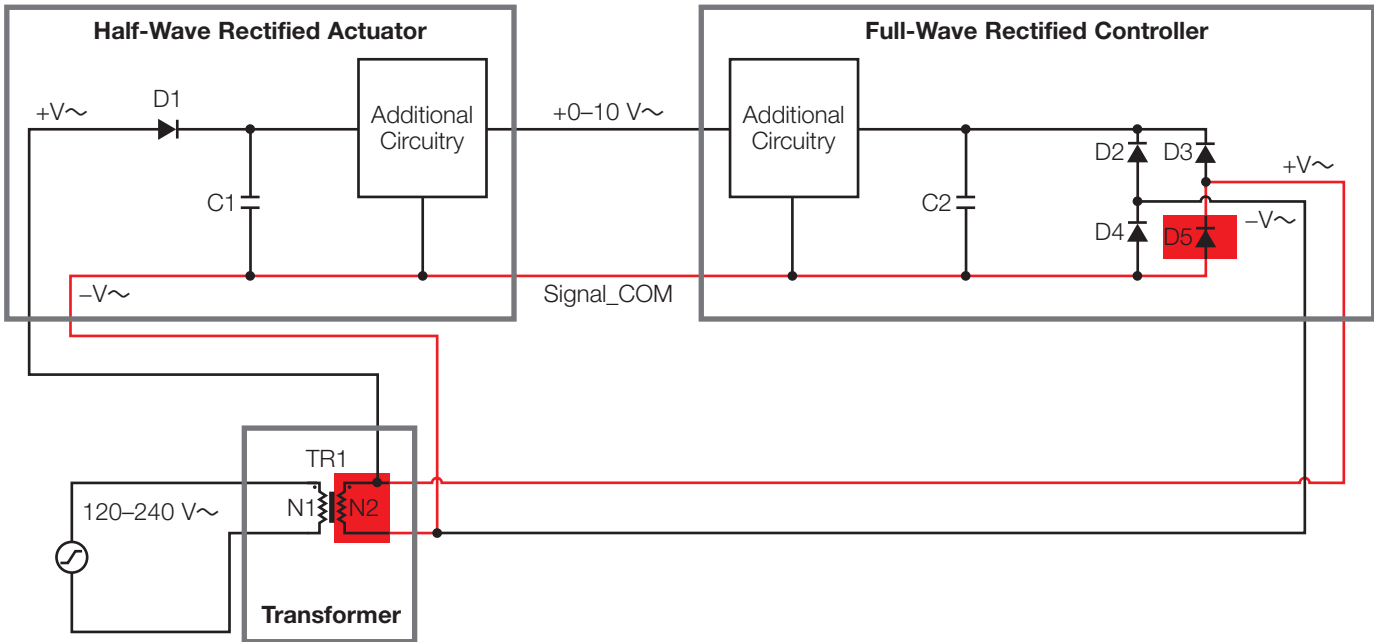 Half-Wave Rectified Actuator
Full-Wave Rectified Controller
+V∼
D1
Additional
Circuitry
+0–10 V∼
Additional
Circuitry
D2
D3
+V∼
C1
C2
D4
D5
–V∼
–V∼
Signal_COM
TR1
120–240 V∼
N1
N2
Transformer